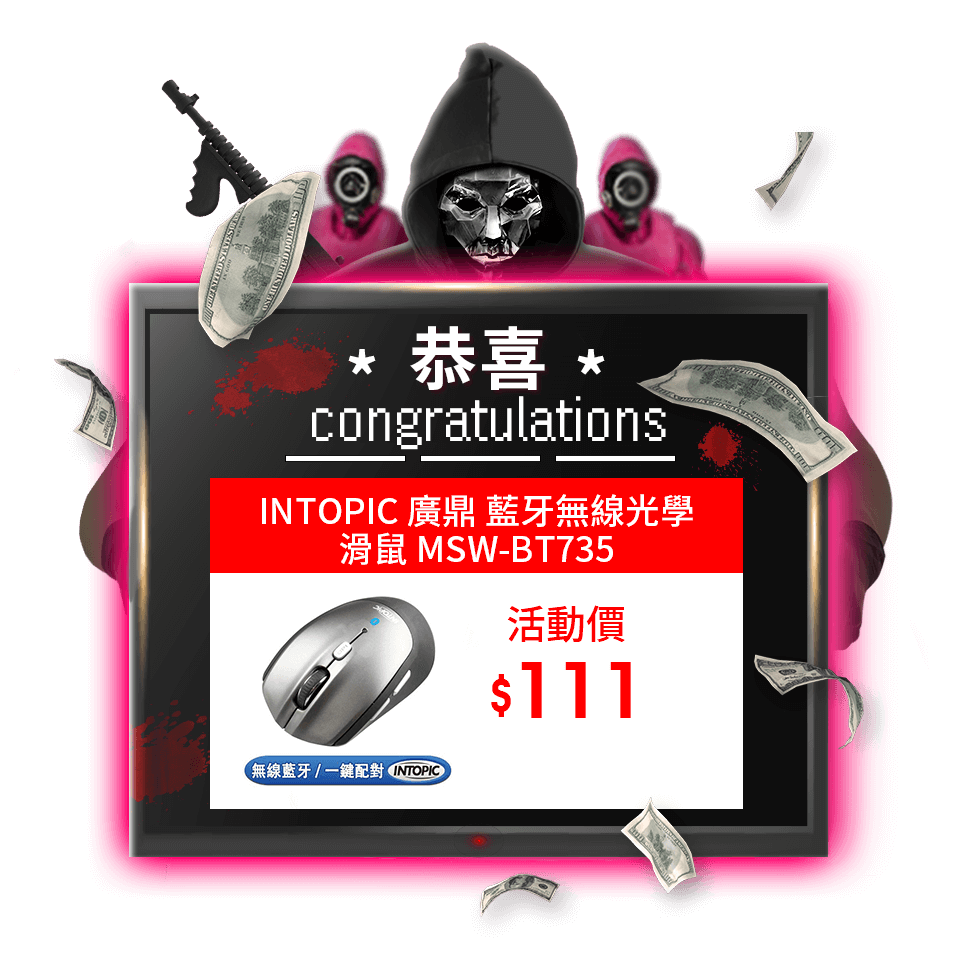 * 恭喜 *
congratulations
INTOPIC 廣鼎 藍牙無線光學
滑鼠 MSW-BT735
活動價
$111
無線藍牙/一鍵配對 INTOPIC